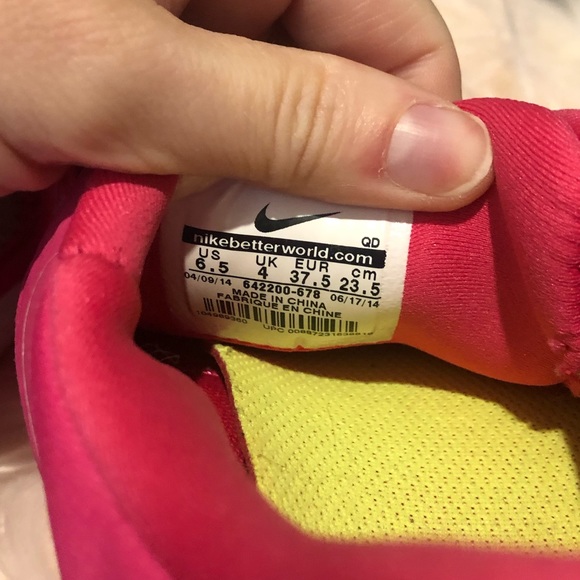 QD
nikebetterworld.com
US UK EUR cm
6.5 4 37.5 23.5
04/09/14 642200-678 06/17/14
MADE IN CHINA
FABRIQUE EN CHINE
UPC